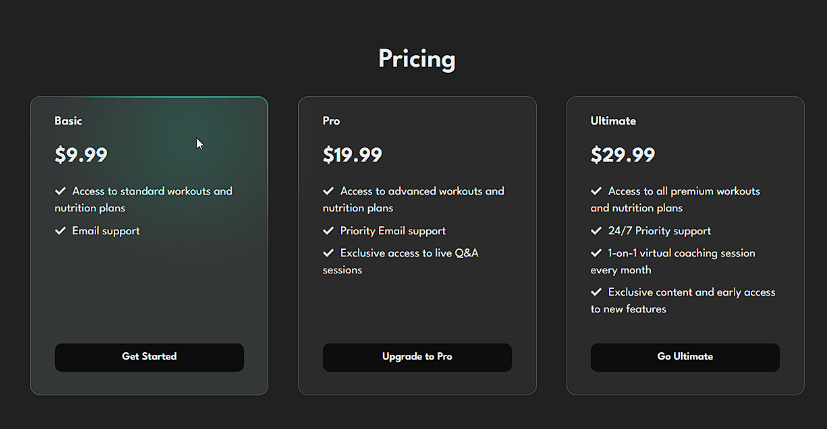 Pricing
Basic
$9.99
Access to standard workouts and
nutrition plans
Email support
Get Started
Pro
$19.99
Access to advanced workouts and
nutrition plans
Priority Email support
Exclusive access to live Q&A
sessions
Upgrade to Pro
Ultimate
$29.99
Access to all premium workouts
and nutrition plans
24/7 Priority support
1-on-1 virtual coaching session
every month
Exclusive content and early access
to new features
Go Ultimate